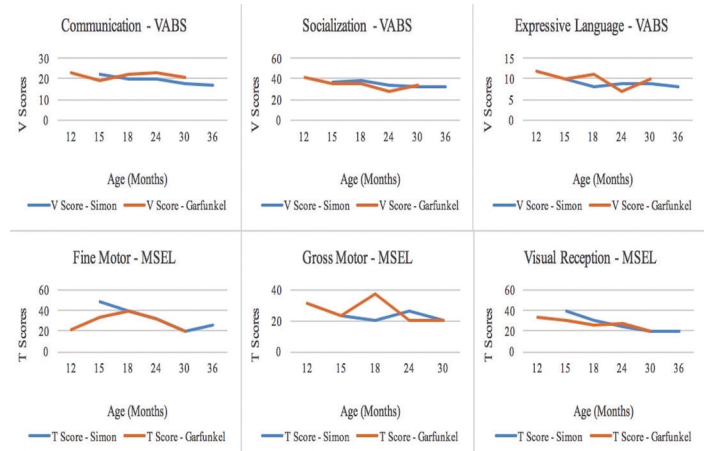 Communication - VABS
30
20
10
0
V Scores
12 15 18 24 30 36
Age (Months)
V Score - Simon V Score - Garfunkel
Socialization - VABS
60
40
20
0
V Scores
12 15 18 24 30 36
Age (Months)
V Score - Simon V Score - Garfunkel
Expressive Language - VABS
15
10
5
0
V Scores
12 15 18 24 30 36
Age (Months)
V Score - Simon V Score - Garfunkel
Fine Motor - MSEL
60
40
20
0
T Scores
12 15 18 24 30 36
Age (Months)
T Score - Simon T Score - Garfunkel
Gross Motor - MSEL
40
20
0
T Scores
12 15 18 24 30
Age (Months)
T Score - Simon T Score - Garfunkel
Visual Reception - MSEL
60
40
20
0
T Scores
12 15 18 24 30 36
Age (Months)
T Score - Simon T Score - Garfunkel